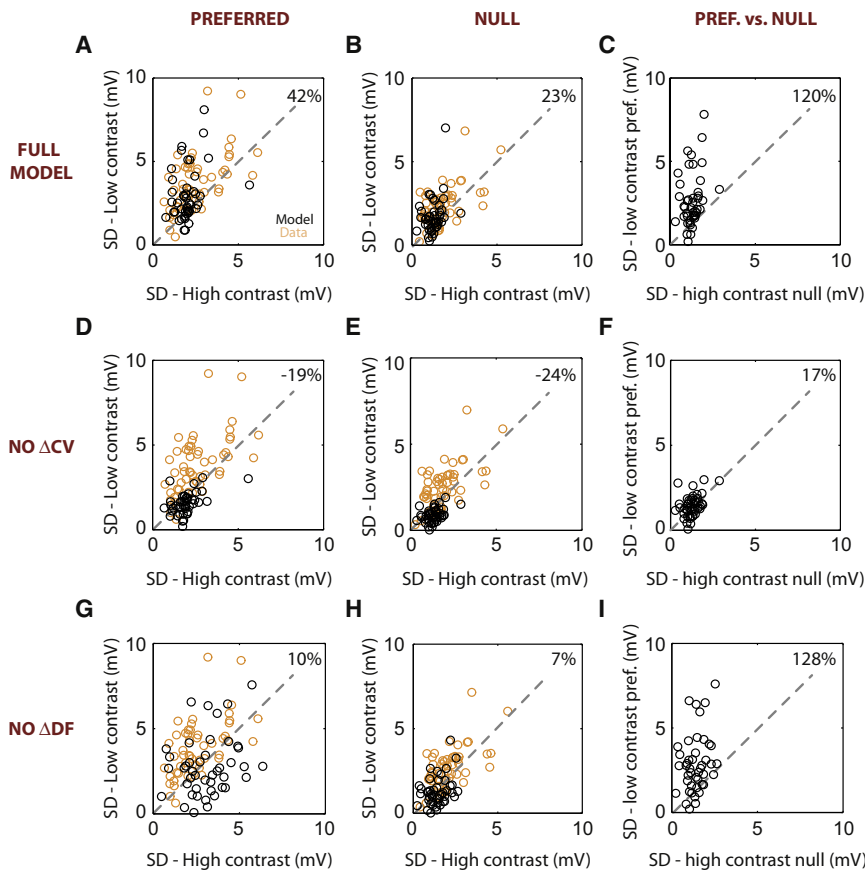 PREFERRED
NULL
PREF. vs. NULL
FULL
MODEL
A
SD - Low contrast (mV)
10
5
0
42%
Model
Data
0
5
10
SD - High contrast (mV)
B
SD - Low contrast (mV)
10
5
0
23%
0
5
10
SD - High contrast (mV)
C
SD - low contrast pref. (mV)
10
5
0
120%
0
5
10
SD - high contrast null (mV)
NO ΔCV
D
SD - Low contrast (mV)
10
5
0
-19%
0
5
10
SD - High contrast (mV)
E
SD - Low contrast (mV)
10
5
0
-24%
0
5
10
SD - High contrast (mV)
F
SD - low contrast pref. (mV)
10
5
0
17%
0
5
10
SD - high contrast null (mV)
NO ΔDF
G
SD - Low contrast (mV)
10
5
0
10%
0
5
10
SD - High contrast (mV)
H
SD - Low contrast (mV)
10
5
0
7%
0
5
10
SD - High contrast (mV)
I
SD - low contrast pref. (mV)
10
5
0
128%
0
5
10
SD - high contrast null (mV)